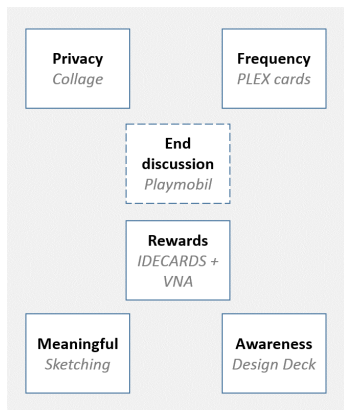 Privacy
Collage
Frequency
PLEX cards
End
discussion
Playmobil
Rewards
IDECARDS +
VNA
Meaningful
Sketching
Awareness
Design Deck